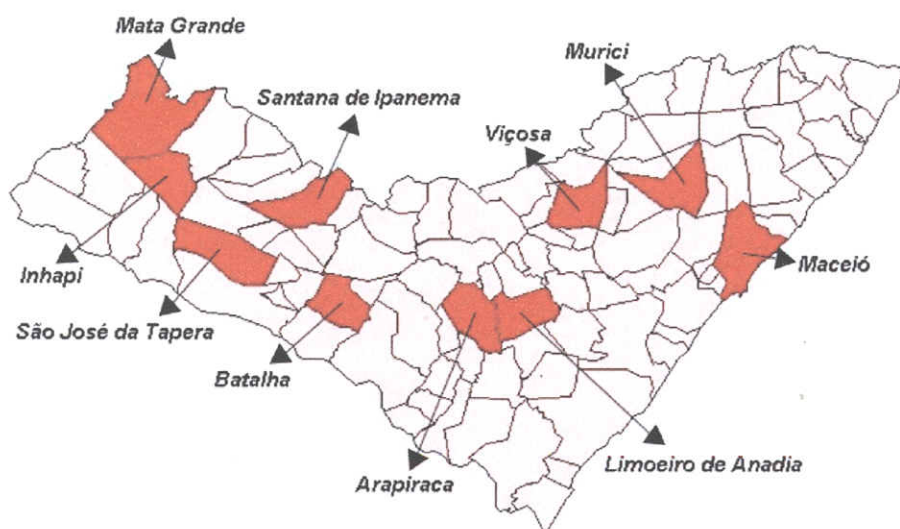 Mata Grande
Murici
Santana de Ipanema
Viçosa
Inhapi
Maceió
São José da Tapera
Batalha
Arapiraca
Limoeiro de Anadia